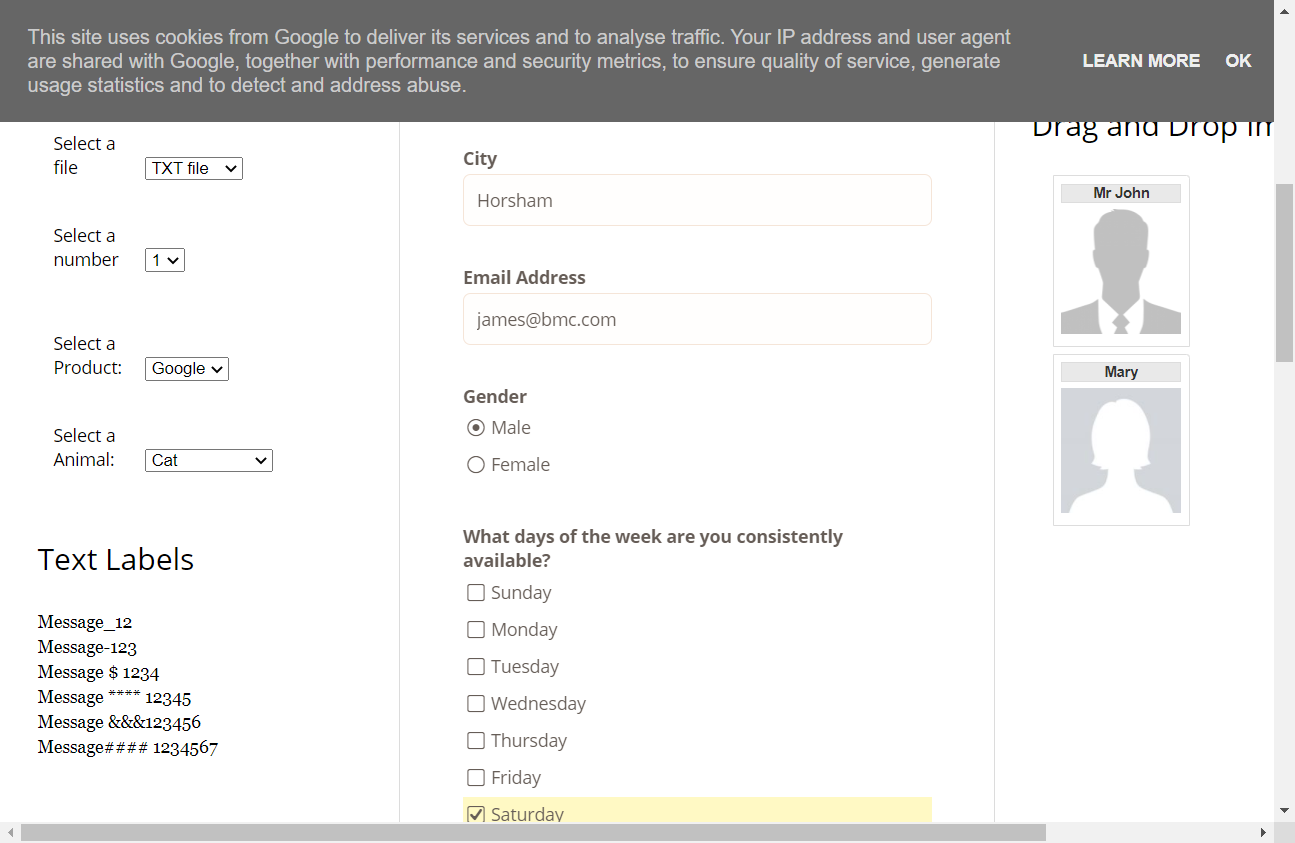 This site uses cookies from Google to deliver its services and to analyse traffic. Your IP address and user agent
are shared with Google, together with performance and security metrics, to ensure quality of service, generate
usage statistics and to detect and address abuse.
LEARN MORE OK
Select a
file
TXT file
Select a
number
1
Select a
Product:
Google
Select a
Animal:
Cat
Text Labels
Message_12
Message-123
Message $ 1234
Message **** 12345
Message &&&123456
Message#### 1234567
City
Horsham
Email Address
james@bmc.com
Gender
Male
Female
What days of the week are you consistently
available?
Sunday
Monday
Tuesday
Wednesday
Thursday
Friday
Saturday
Drag and Drop Im
Mr John
Mary